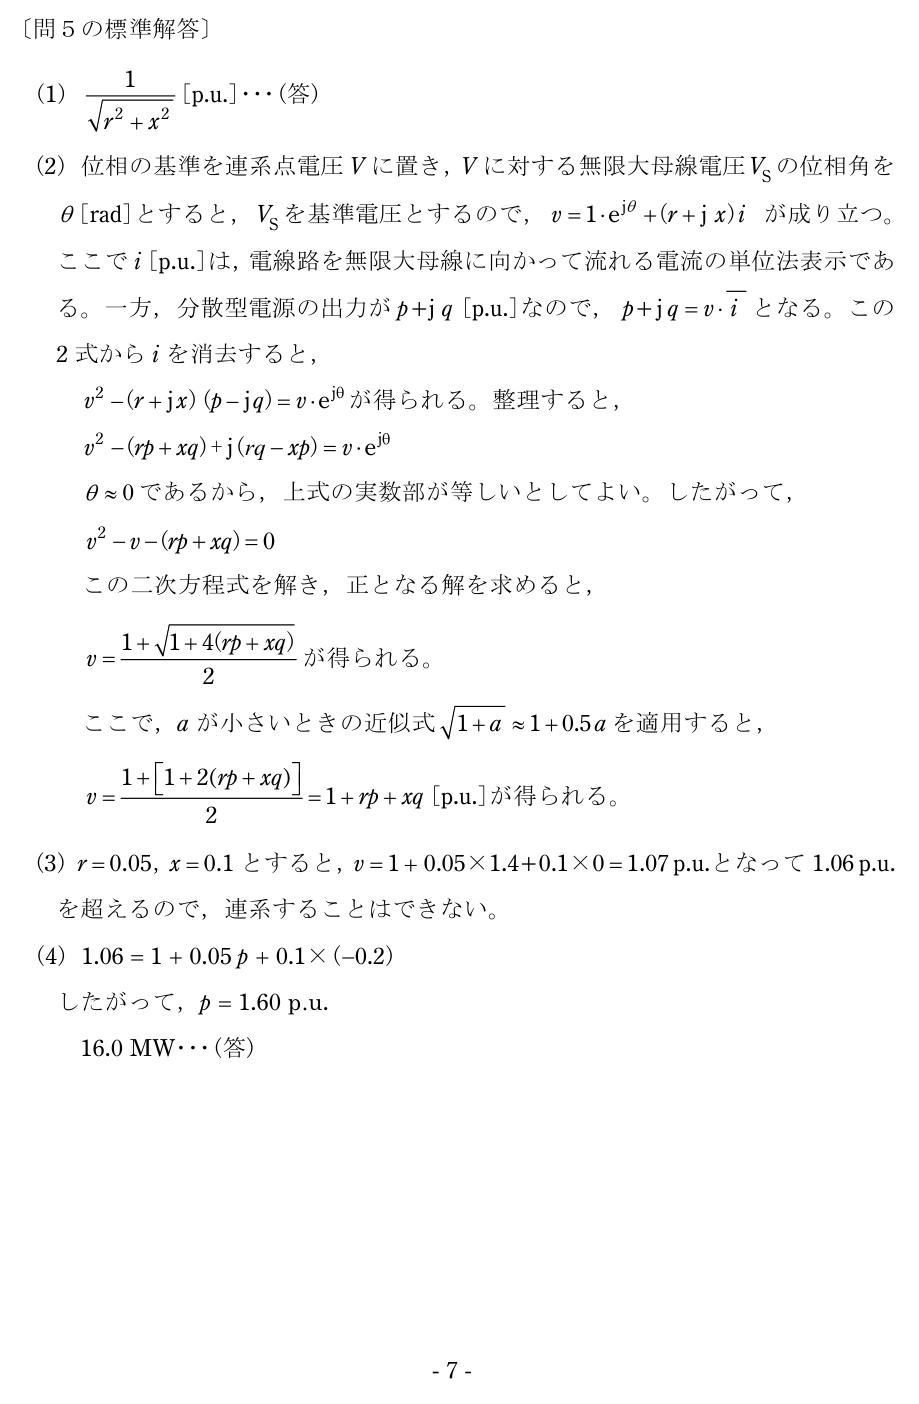 〔問５の標準解答〕
(1) 1/√(r² + x²) [p.u.]･･･(答)
(2) 位相の基準を連系点電圧 V に置き, V に対する無限大母線電圧 V_S の位相角を
θ [rad] とすると, V_S を基準電圧とするので, v = 1·e^{jθ} + (r + j x) i が成り立つ。
ここで i [p.u.]は, 電線路を無限大母線に向かって流れる電流の単位法表示であ
る。一方, 分散型電源の出力が p+j q [p.u.]なので, p+j q = v·i̅ となる。この
2 式から i を消去すると,
v² − (r + jx) (p − jq) = v·e^{jθ} が得られる。整理すると,
v² − (rp + xq) + j (rq − xp) = v·e^{jθ}
θ ≈ 0 であるから, 上式の実数部が等しいとしてよい。したがって,
v² − v − (rp + xq) = 0
この二次方程式を解き, 正となる解を求めると,
v = (1 + √(1 + 4(rp + xq)))/2 が得られる。
ここで, a が小さいときの近似式 √(1 + a) ≈ 1 + 0.5a を適用すると,
v = (1 + [1 + 2(rp + xq)])/2 = 1 + rp + xq [p.u.]が得られる。
(3) r = 0.05, x = 0.1 とすると, v = 1 + 0.05×1.4+0.1×0 = 1.07 p.u.となって 1.06 p.u.
を超えるので, 連系することはできない。
(4) 1.06 = 1 + 0.05 p + 0.1× (−0.2)
したがって, p = 1.60 p.u.
16.0 MW･･･(答)
- 7 -